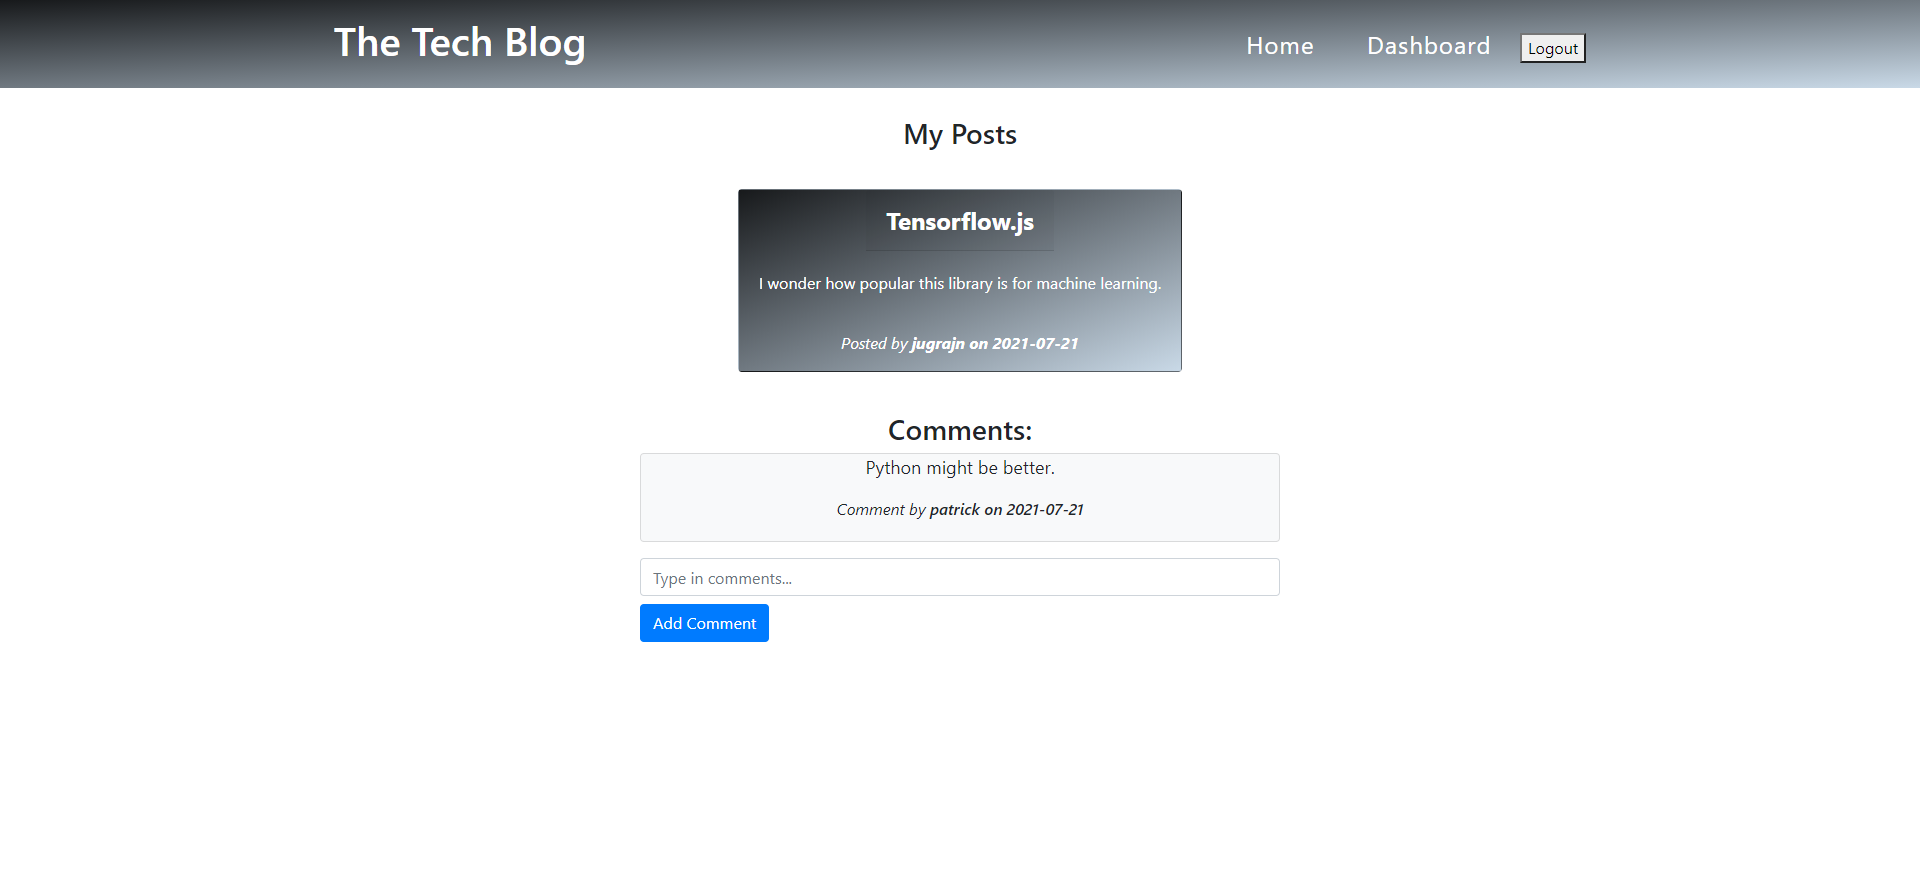 The Tech Blog
Home Dashboard Logout
My Posts
Tensorflow.js
I wonder how popular this library is for machine learning.
Posted by jugrajn on 2021-07-21
Comments:
Python might be better.
Comment by patrick on 2021-07-21
Type in comments...
Add Comment